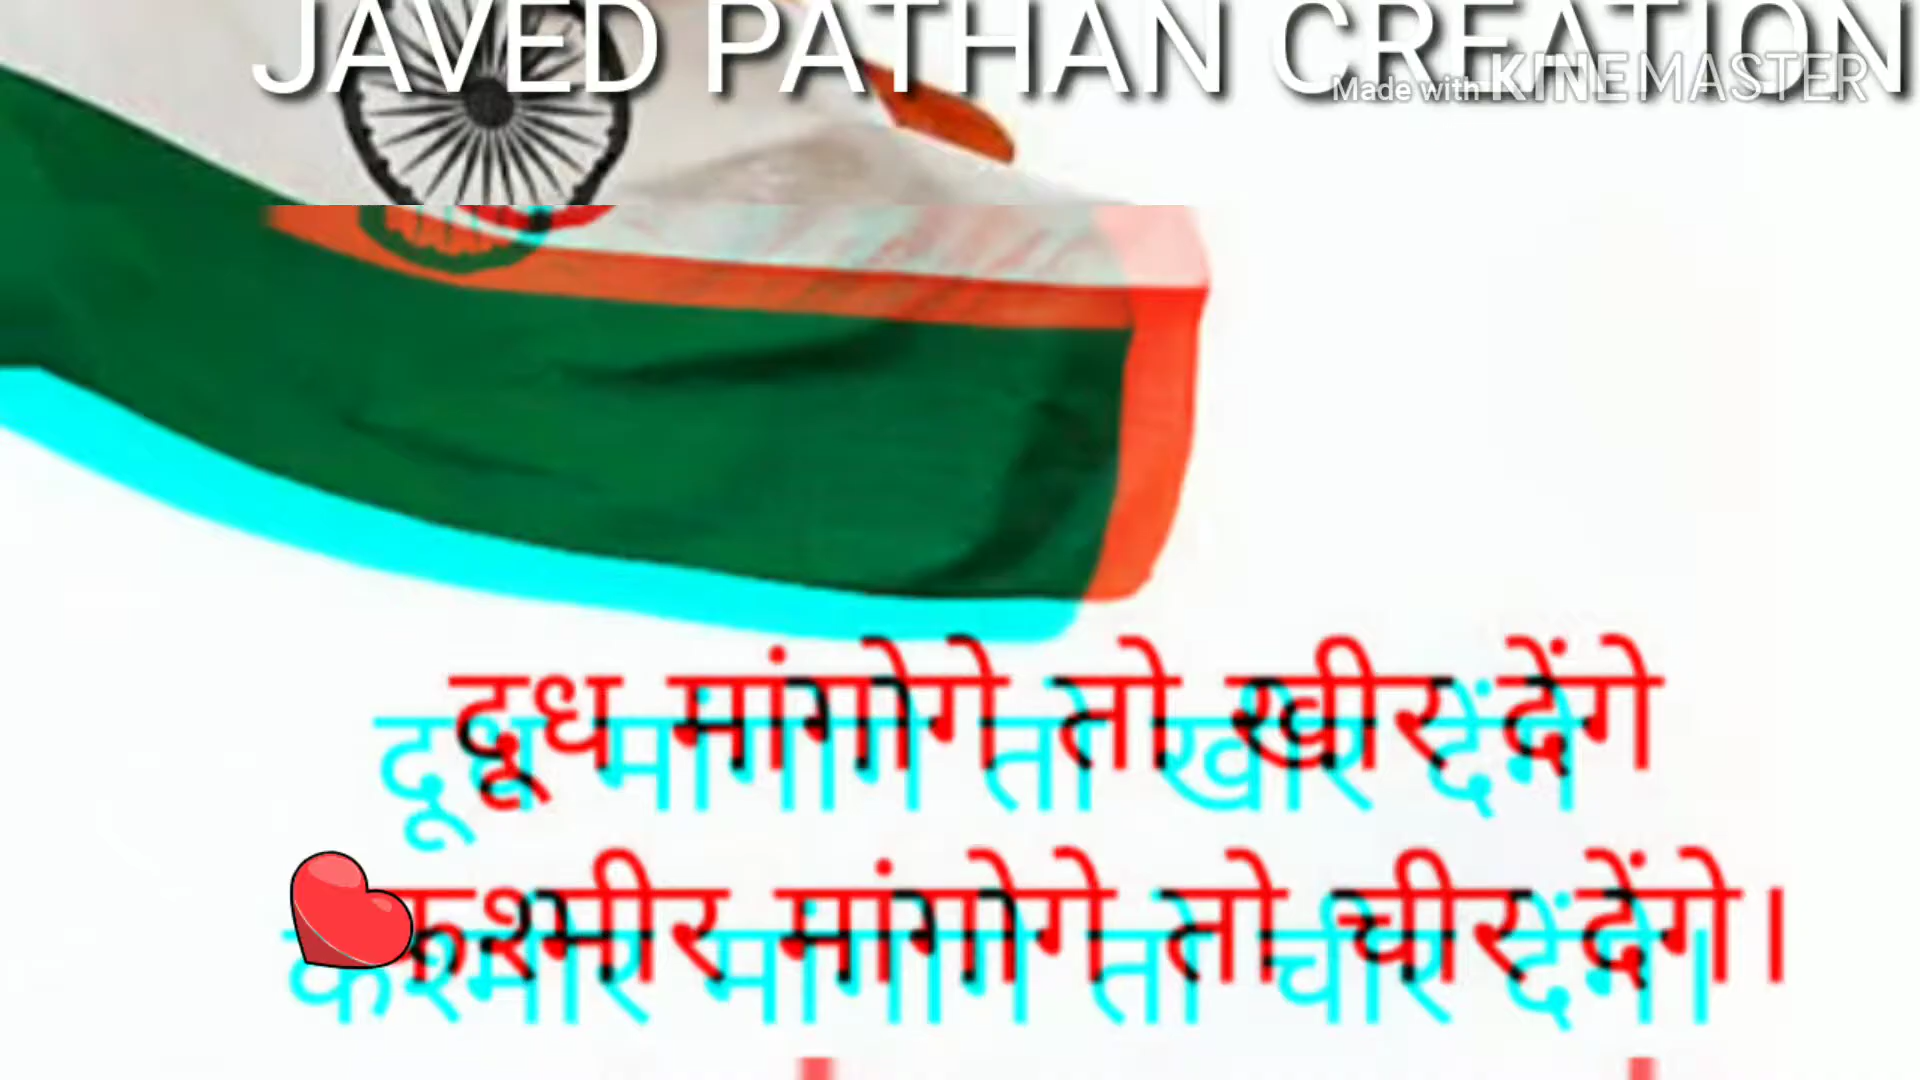 JAVED PATHAN CREATION
Made with KINEMASTER
दूध मांगोगे तो खीर देंगे
कश्मीर मांगोगे तो चीर देंगे।